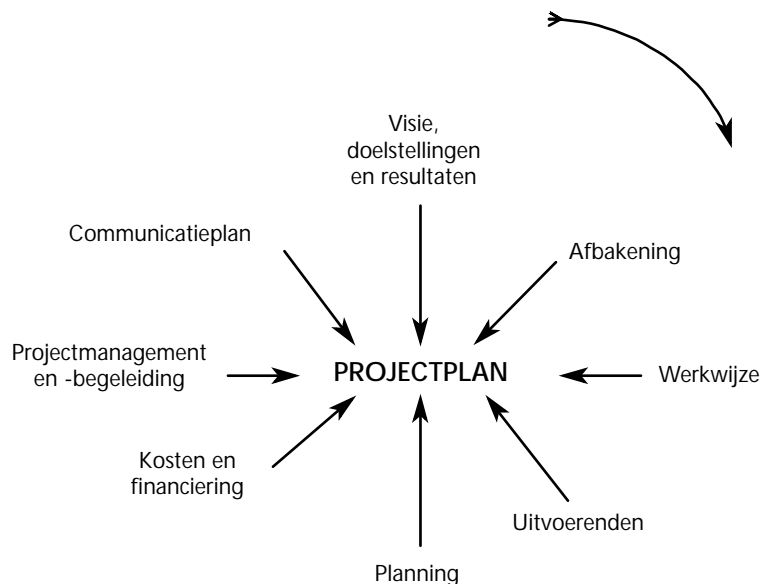 Visie,
doelstellingen
en resultaten
Afbakening
Werkwijze
Uitvoerenden
Planning
Kosten en
financiering
Projectmanagement
en -begeleiding
Communicatieplan
PROJECTPLAN